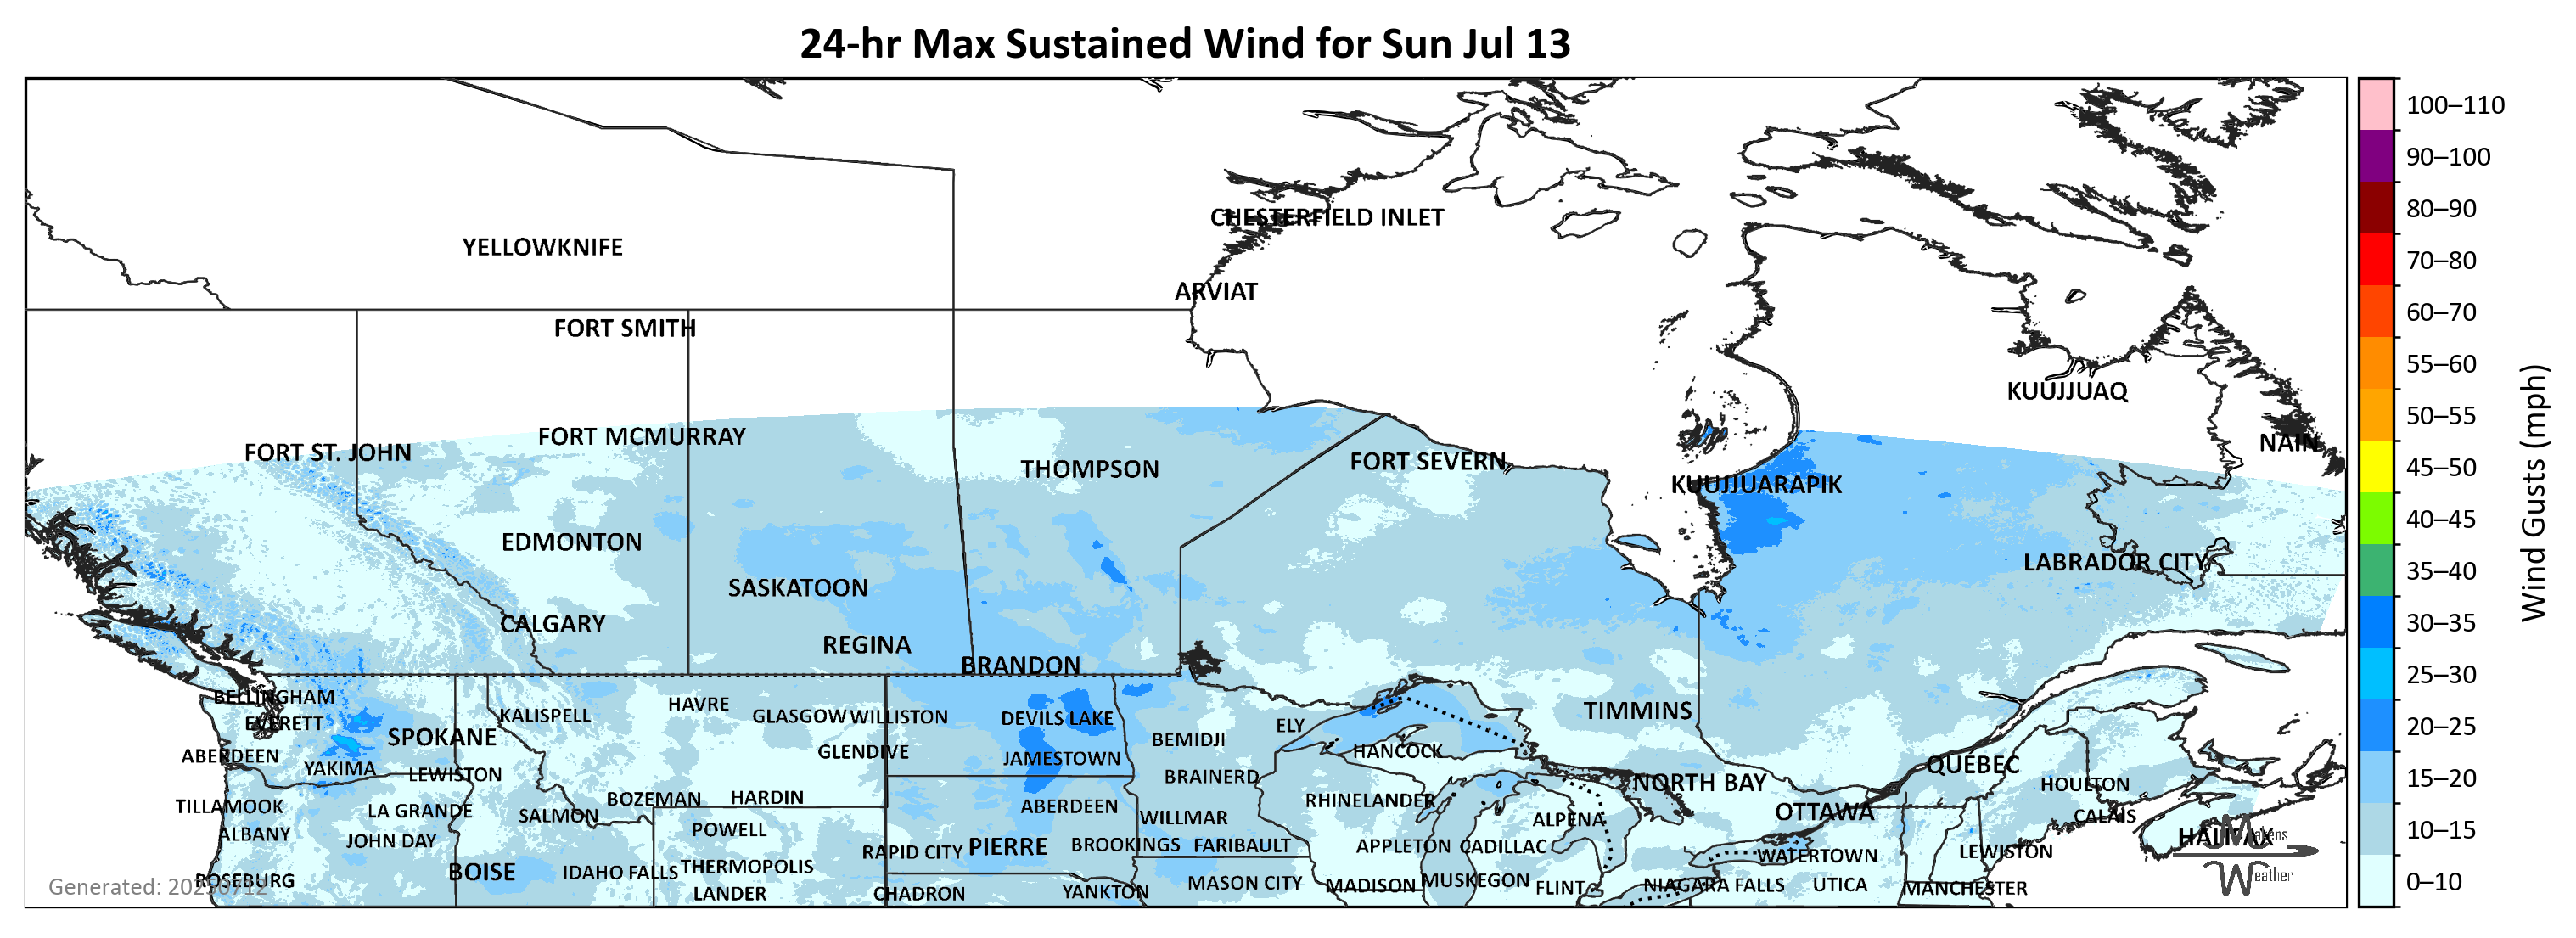 24-hr Max Sustained Wind for Sun Jul 13
100–110
90–100
80–90
70–80
60–70
55–60
50–55
45–50
40–45
35–40
30–35
25–30
20–25
15–20
10–15
0–10
Wind Gusts (mph)
CHESTERFIELD INLET
YELLOWKNIFE
ARVIAT
FORT SMITH
KUUJJUAQ
FORT MCMURRAY
NAIN
FORT ST. JOHN
FORT SEVERN
THOMPSON
KUUJJUARAPIK
EDMONTON
LABRADOR CITY
SASKATOON
CALGARY
REGINA
BRANDON
BELLINGHAM
HAVRE
TIMMINS
KALISPELL
GLASGOW
WILLISTON
DEVILS LAKE
EVERETT
ELY
SPOKANE
BEMIDJI
HANCOCK
GLENDIVE
ABERDEEN
JAMESTOWN
QUÉBEC
YAKIMA
LEWISTON
BRAINERD
NORTH BAY
HOULTON
BOZEMAN
HARDIN
RHINELANDER
TILLAMOOK
ABERDEEN
LA GRANDE
OTTAWA
SALMON
WILLMAR
CALAIS
ALPENA
POWELL
ALBANY
HALIFAX
JOHN DAY
PIERRE
BROOKINGS
FARIBAULT
APPLETON
CADILLAC
RAPID CITY
LEWISTON
WATERTOWN
THERMOPOLIS
BOISE
IDAHO FALLS
ROSEBURG
MUSKEGON
MASON CITY
MADISON
NIAGARA FALLS
UTICA
FLINT
MANCHESTER
LANDER
CHADRON
YANKTON
Generated: 20250712
Weather